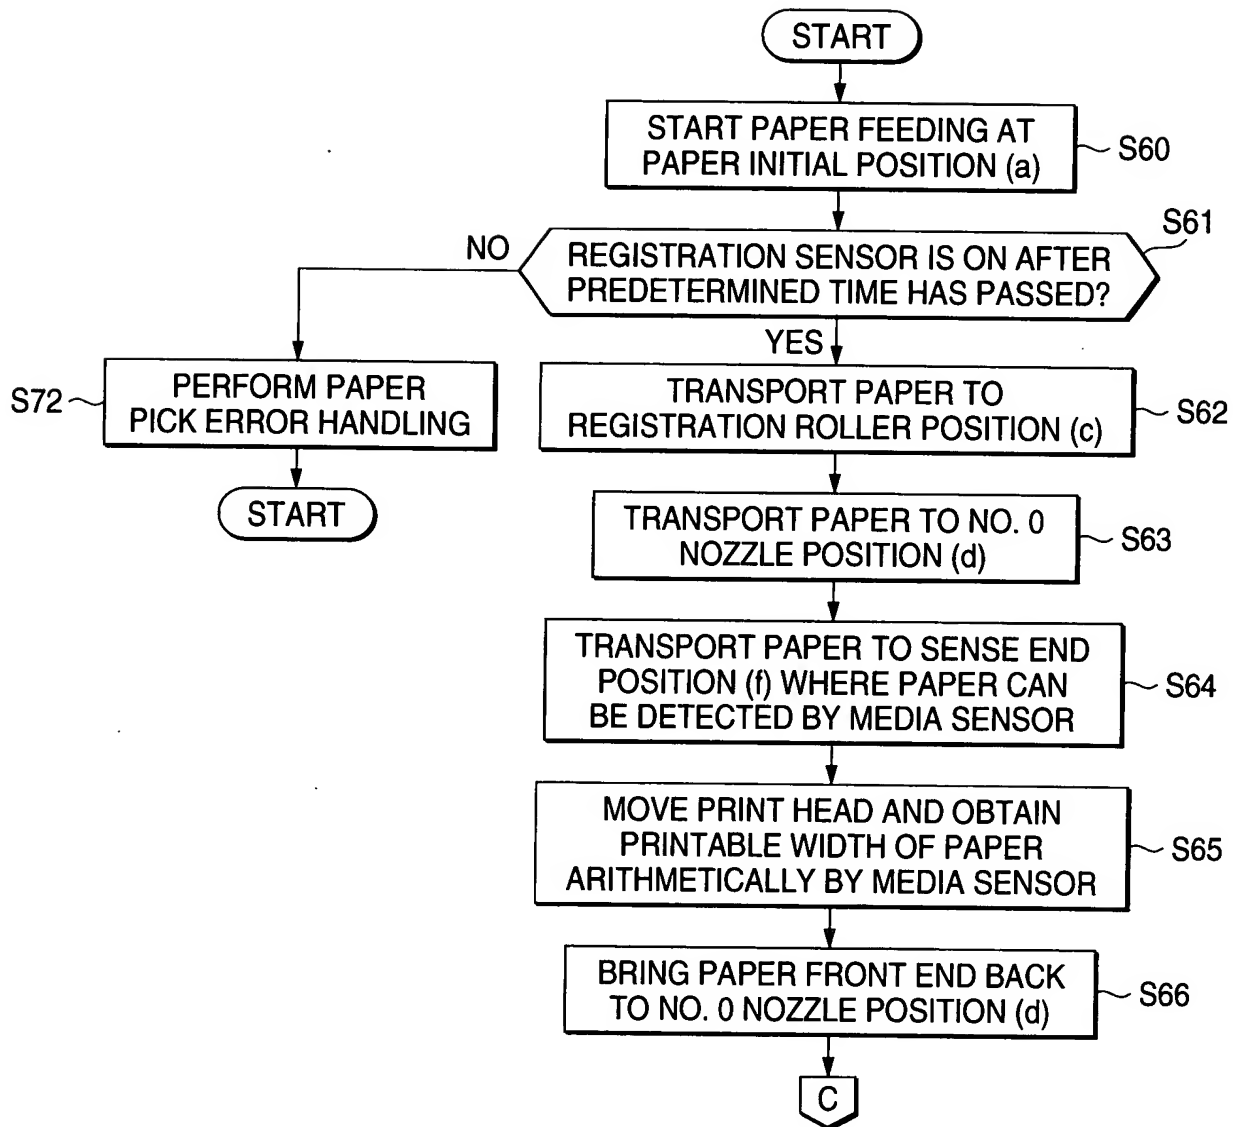 START
START PAPER FEEDING AT
PAPER INITIAL POSITION (a)
S60
S61
NO
REGISTRATION SENSOR IS ON AFTER
PREDETERMINED TIME HAS PASSED?
YES
S72
PERFORM PAPER
PICK ERROR HANDLING
START
TRANSPORT PAPER TO
REGISTRATION ROLLER POSITION (c)
S62
TRANSPORT PAPER TO NO. 0
NOZZLE POSITION (d)
S63
TRANSPORT PAPER TO SENSE END
POSITION (f) WHERE PAPER CAN
BE DETECTED BY MEDIA SENSOR
S64
MOVE PRINT HEAD AND OBTAIN
PRINTABLE WIDTH OF PAPER
ARITHMETICALLY BY MEDIA SENSOR
S65
BRING PAPER FRONT END BACK
TO NO. 0 NOZZLE POSITION (d)
S66
C